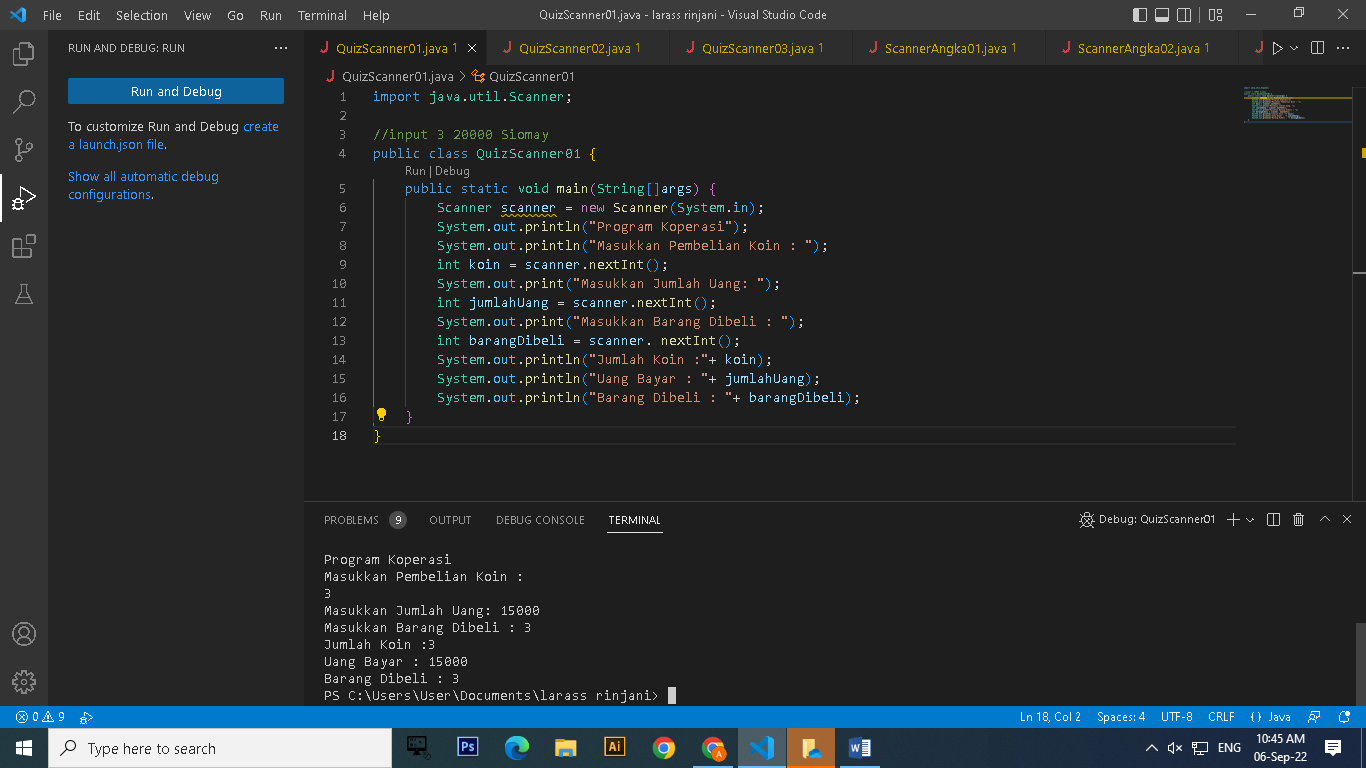 File Edit Selection View Go Run Terminal Help QuizScanner01.java - larass rinjani - Visual Studio Code
RUN AND DEBUG: RUN ···
Run and Debug
To customize Run and Debug create
a launch.json file.
Show all automatic debug
configurations.
QuizScanner01.java 1 QuizScanner02.java 1 QuizScanner03.java 1 ScannerAngka01.java 1 ScannerAngka02.java 1
QuizScanner01.java > QuizScanner01
1 import java.util.Scanner;
2
3 //input 3 20000 Siomay
4 public class QuizScanner01 {
Run | Debug
5 public static void main(String[]args) {
6 Scanner scanner = new Scanner(System.in);
7 System.out.println("Program Koperasi");
8 System.out.println("Masukkan Pembelian Koin : ");
9 int koin = scanner.nextInt();
10 System.out.print("Masukkan Jumlah Uang: ");
11 int jumlahUang = scanner.nextInt();
12 System.out.print("Masukkan Barang Dibeli : ");
13 int barangDibeli = scanner. nextInt();
14 System.out.println("Jumlah Koin :"+ koin);
15 System.out.println("Uang Bayar : "+ jumlahUang);
16 System.out.println("Barang Dibeli : "+ barangDibeli);
17 }
18 }
PROBLEMS 9 OUTPUT DEBUG CONSOLE TERMINAL Debug: QuizScanner01
Program Koperasi
Masukkan Pembelian Koin :
3
Masukkan Jumlah Uang: 15000
Masukkan Barang Dibeli : 3
Jumlah Koin :3
Uang Bayar : 15000
Barang Dibeli : 3
PS C:\Users\User\Documents\larass rinjani>
0 9 Ln 18, Col 2 Spaces: 4 UTF-8 CRLF {} Java
Type here to search Ps Ai A W ENG 10:45 AM
06-Sep-22